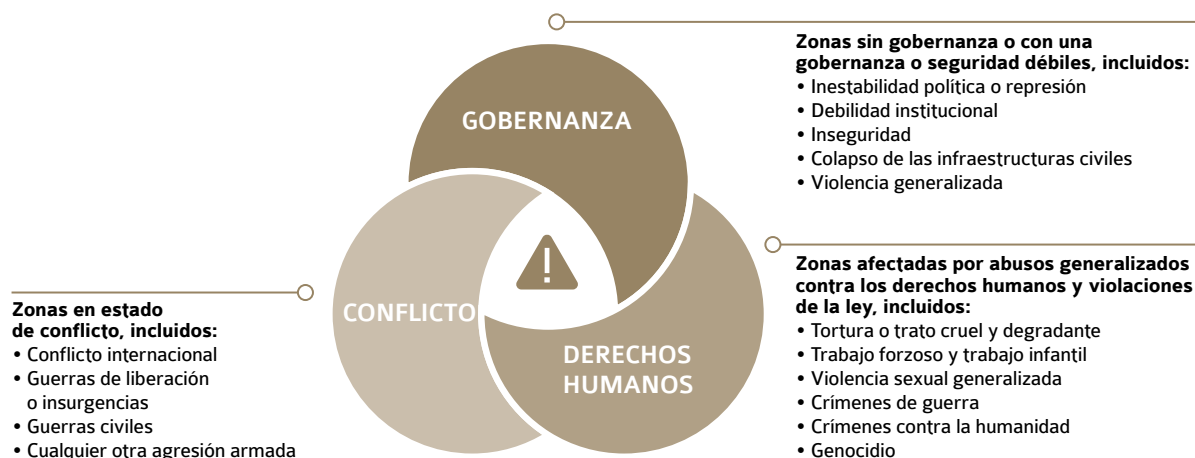 GOBERNANZA
CONFLICTO
DERECHOS
HUMANOS
Zonas sin gobernanza o con una
gobernanza o seguridad débiles, incluidos:
• Inestabilidad política o represión
• Debilidad institucional
• Inseguridad
• Colapso de las infraestructuras civiles
• Violencia generalizada
Zonas afectadas por abusos generalizados
contra los derechos humanos y violaciones
de la ley, incluidos:
• Tortura o trato cruel y degradante
• Trabajo forzoso y trabajo infantil
• Violencia sexual generalizada
• Crímenes de guerra
• Crímenes contra la humanidad
• Genocidio
Zonas en estado
de conflicto, incluidos:
• Conflicto internacional
• Guerras de liberación
o insurgencias
• Guerras civiles
• Cualquier otra agresión armada